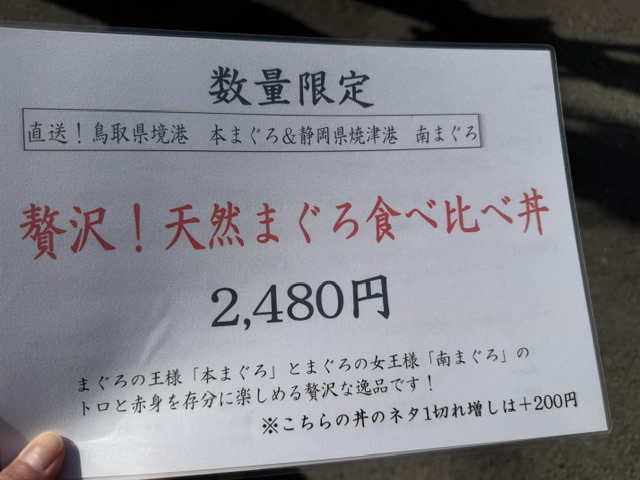 数量限定
直送！鳥取県境港　本まぐろ＆静岡県焼津港　南まぐろ
贅沢！天然まぐろ食べ比べ丼
2,480円
まぐろの王様「本まぐろ」とまぐろの女王様「南まぐろ」の
トロと赤身を存分に楽しめる贅沢な逸品です！
※こちらの丼のネタ1切れ増しは＋200円